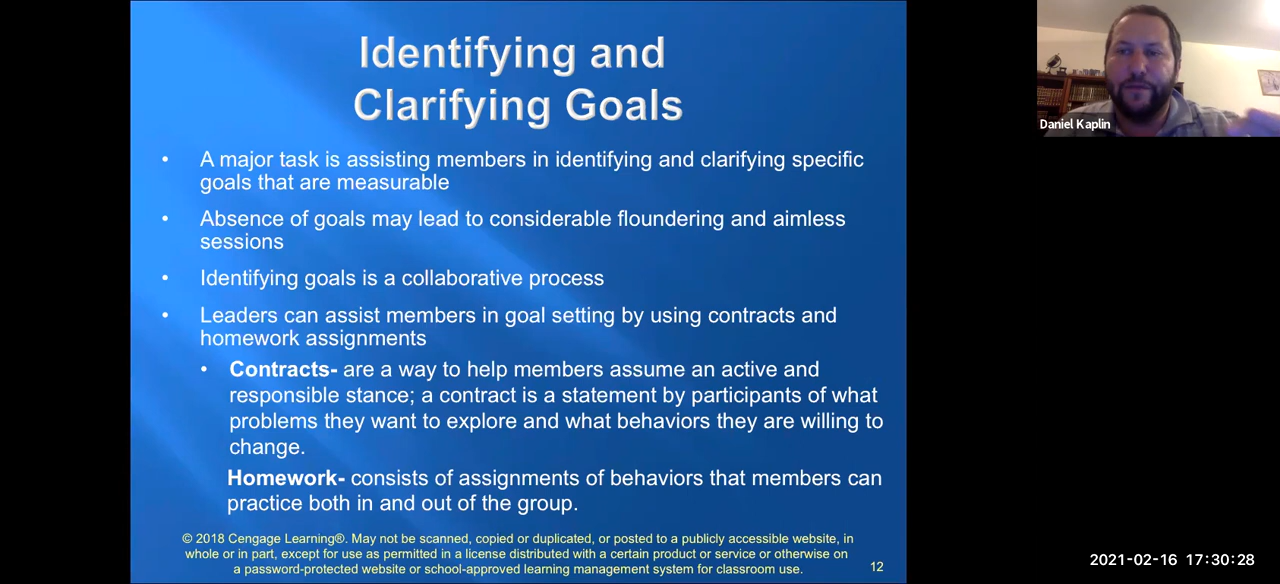 Identifying and
Clarifying Goals
• A major task is assisting members in identifying and clarifying specific
goals that are measurable
• Absence of goals may lead to considerable floundering and aimless
sessions
• Identifying goals is a collaborative process
• Leaders can assist members in goal setting by using contracts and
homework assignments
• Contracts- are a way to help members assume an active and
responsible stance; a contract is a statement by participants of what
problems they want to explore and what behaviors they are willing to
change.
Homework- consists of assignments of behaviors that members can
practice both in and out of the group.
© 2018 Cengage Learning®. May not be scanned, copied or duplicated, or posted to a publicly accessible website, in
whole or in part, except for use as permitted in a license distributed with a certain product or service or otherwise on
a password-protected website or school-approved learning management system for classroom use.
12
Daniel Kaplin
2021-02-16 17:30:28